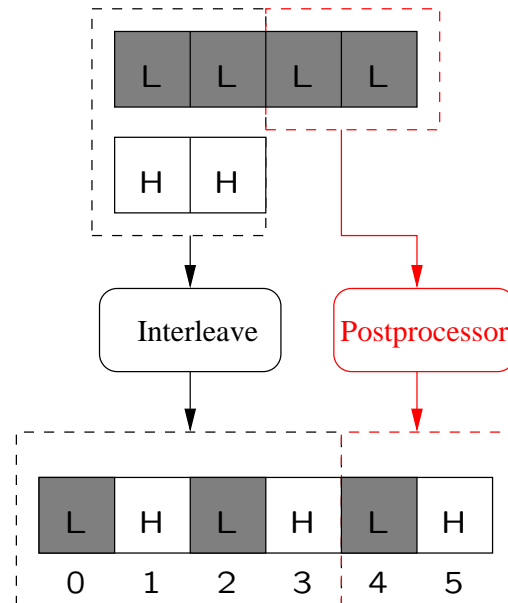 L L L L
H H
Interleave Postprocessor
L H L H L H
0 1 2 3 4 5